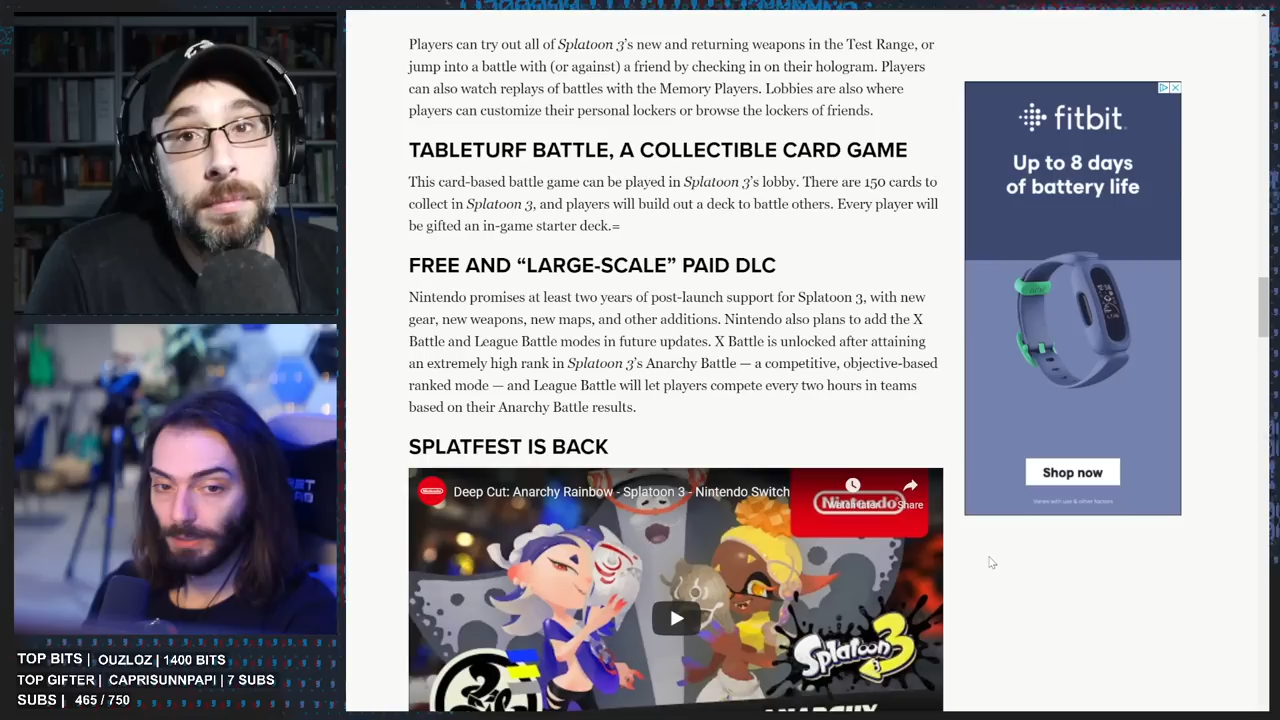 Players can try out all of Splatoon 3's new and returning weapons in the Test Range, or
jump into a battle with (or against) a friend by checking in on their hologram. Players
can also watch replays of battles with the Memory Players. Lobbies are also where
players can customize their personal lockers or browse the lockers of friends.
TABLETURF BATTLE, A COLLECTIBLE CARD GAME
This card-based battle game can be played in Splatoon 3's lobby. There are 150 cards to
collect in Splatoon 3, and players will build out a deck to battle others. Every player will
be gifted an in-game starter deck.=
FREE AND “LARGE-SCALE” PAID DLC
Nintendo promises at least two years of post-launch support for Splatoon 3, with new
gear, new weapons, new maps, and other additions. Nintendo also plans to add the X
Battle and League Battle modes in future updates. X Battle is unlocked after attaining
an extremely high rank in Splatoon 3's Anarchy Battle — a competitive, objective-based
ranked mode — and League Battle will let players compete every two hours in teams
based on their Anarchy Battle results.
SPLATFEST IS BACK
Deep Cut: Anarchy Rainbow - Splatoon 3 - Nintendo Switch
Nintendo
Watch later
Share
Splatoon 3
ANARCHY
fitbit
Up to 8 days
of battery life
Shop now
Varies with use & other factors
TOP BITS | OUZLOZ | 1400 BITS
TOP GIFTER | CAPRISUNNPAPI | 7 SUBS
SUBS | 465 / 750